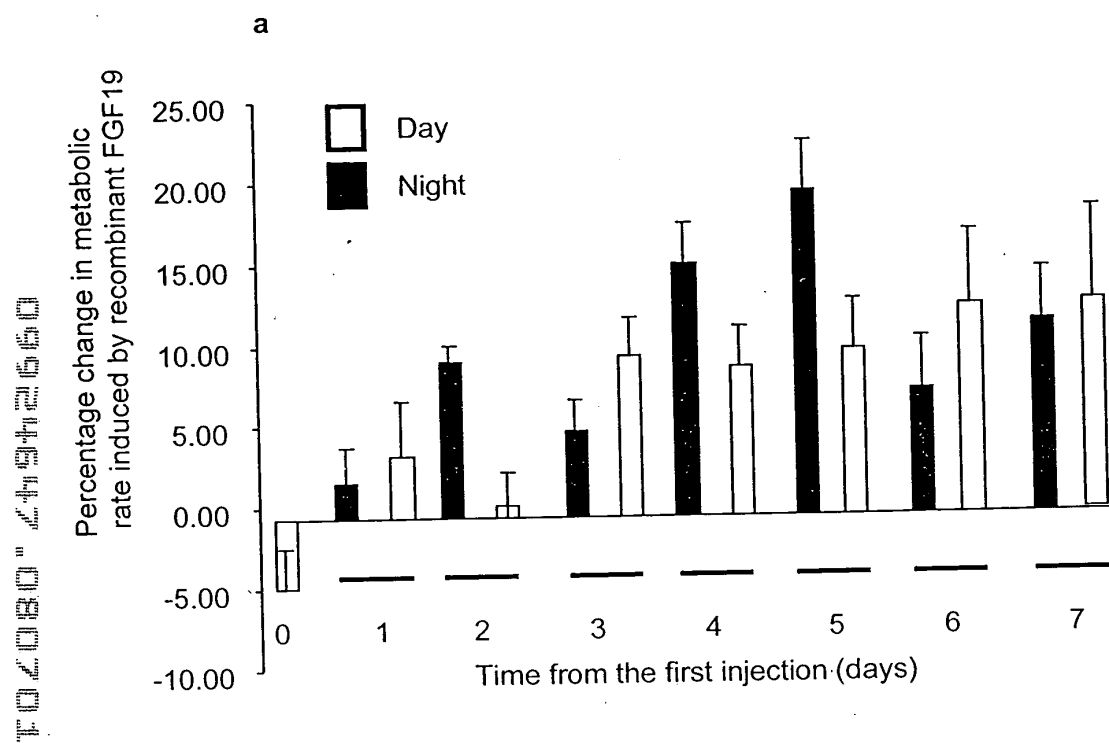 a
Percentage change in metabolic
rate induced by recombinant FGF19
25.00
20.00
15.00
10.00
5.00
0.00
-5.00
-10.00
Day
Night
0 1 2 3 4 5 6 7
Time from the first injection (days)